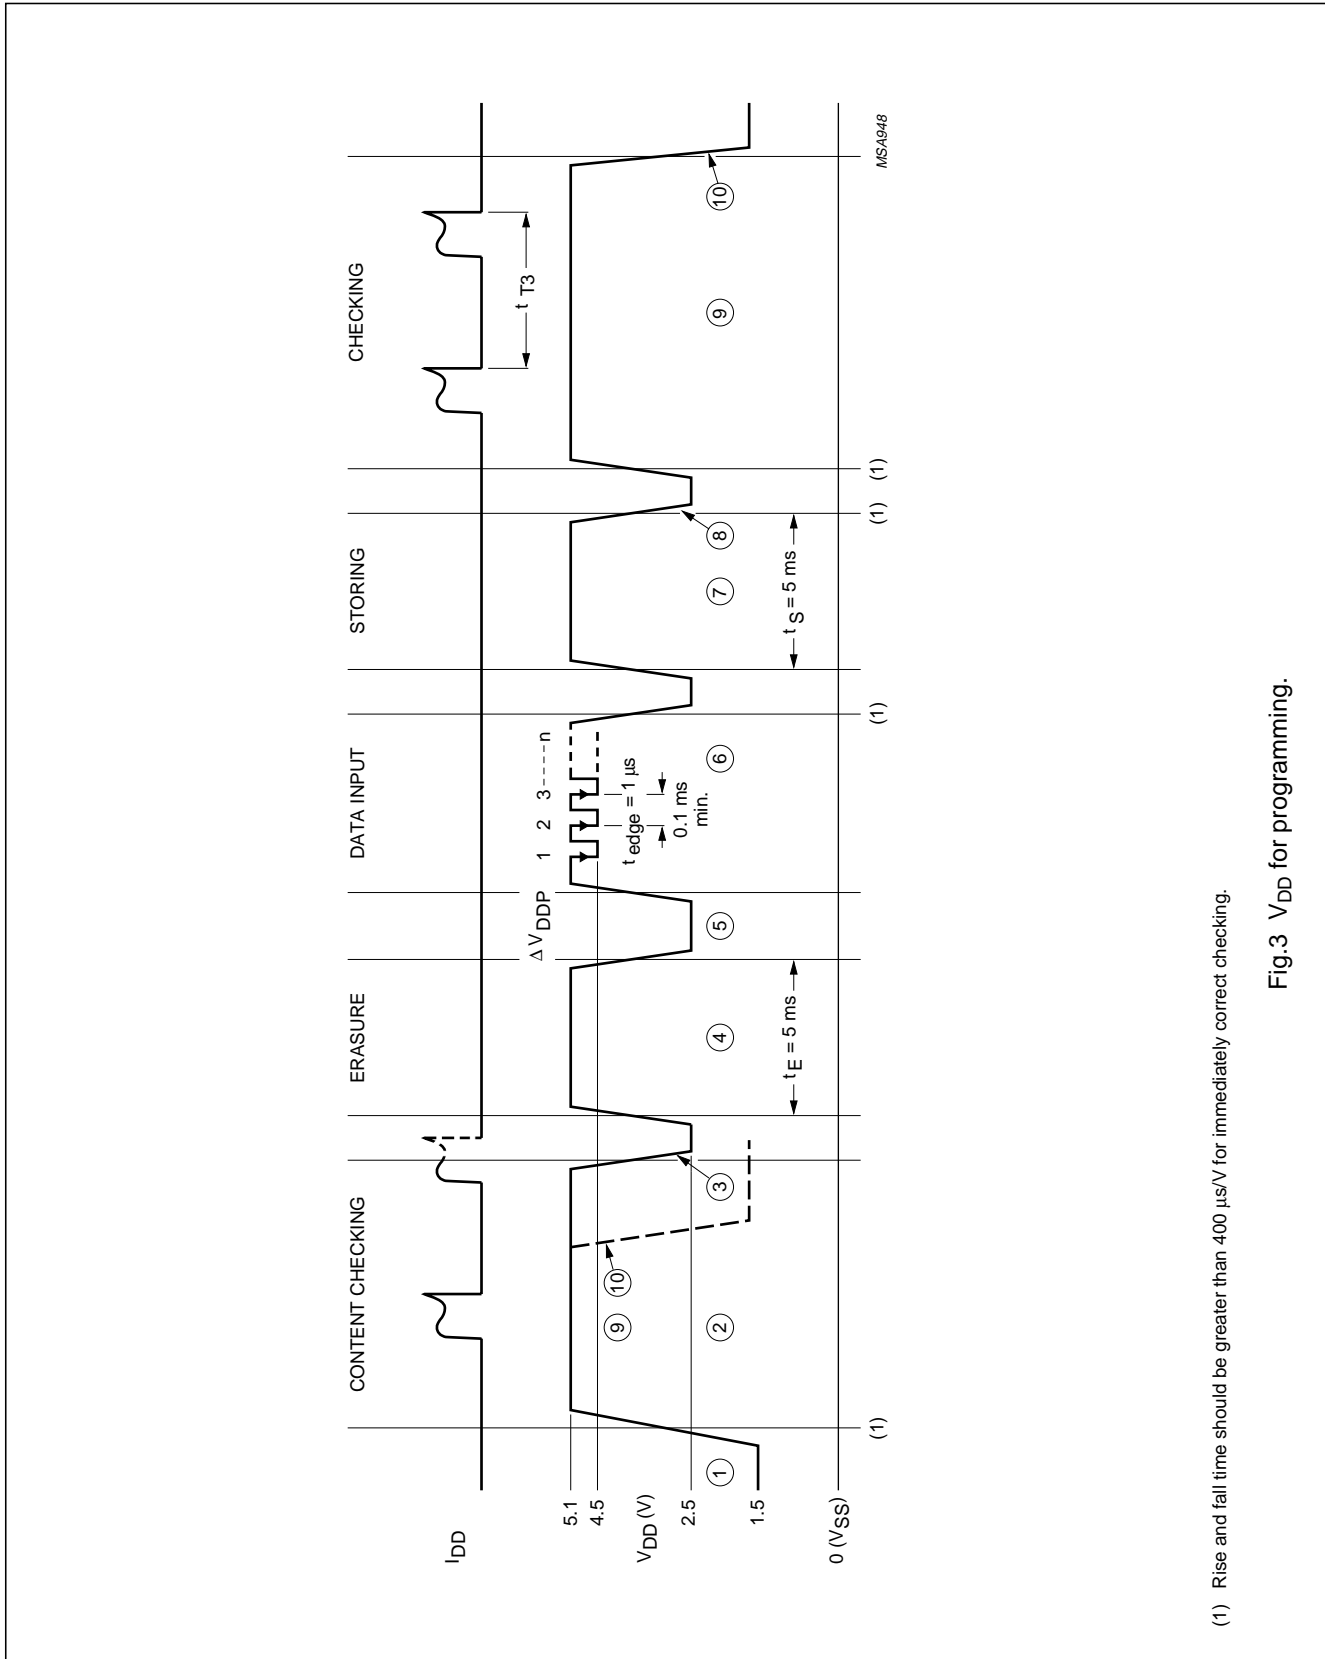 CONTENT CHECKING
ERASURE
DATA INPUT
STORING
CHECKING
I DD
t T3
Δ V DDP
1 2 3 ---- n
5.1
4.5
V DD (V)
2.5
1.5
0 (V SS)
t edge = 1 µs
0.1 ms
min.
9
10
1
2
3
4
5
6
7
8
9
10
t E = 5 ms
t S = 5 ms
(1)
(1)
(1)
(1)
MSA948
(1) Rise and fall time should be greater than 400 µs/V for immediately correct checking.
Fig.3 V DD for programming.